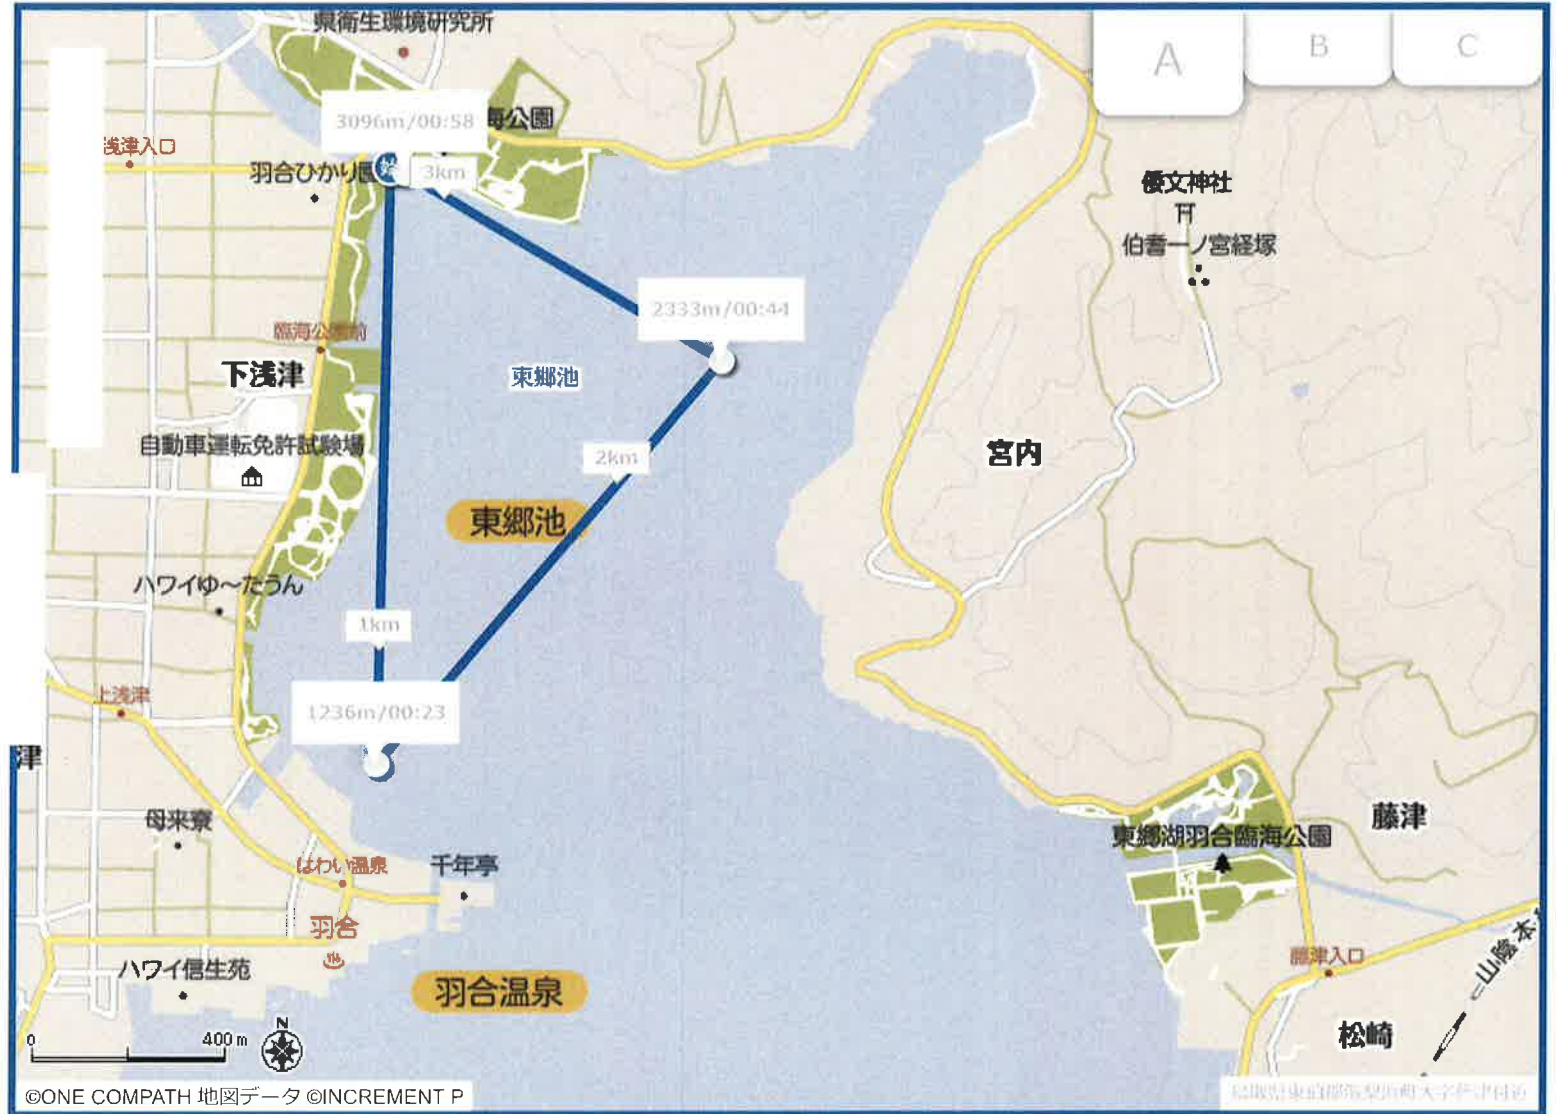 県衛生環境研究所
A
B
C
3096m/00:58
海公園
浅津入口
羽合ひかり園
3km
倭文神社
伯耆一ノ宮経塚
2333m/00:44
臨海公園前
下浅津
東郷池
自動車運転免許試験場
2km
宮内
東郷池
ハワイゆ〜たうん
1km
上浅津
1236m/00:23
津
母来寮
藤津
東郷湖羽合臨海公園
はわい温泉
千年亭
羽合
ハワイ信生苑
羽合温泉
藤津入口
山陰本
0
400m
N
松崎
©ONE COMPATH 地図データ ©INCREMENT P